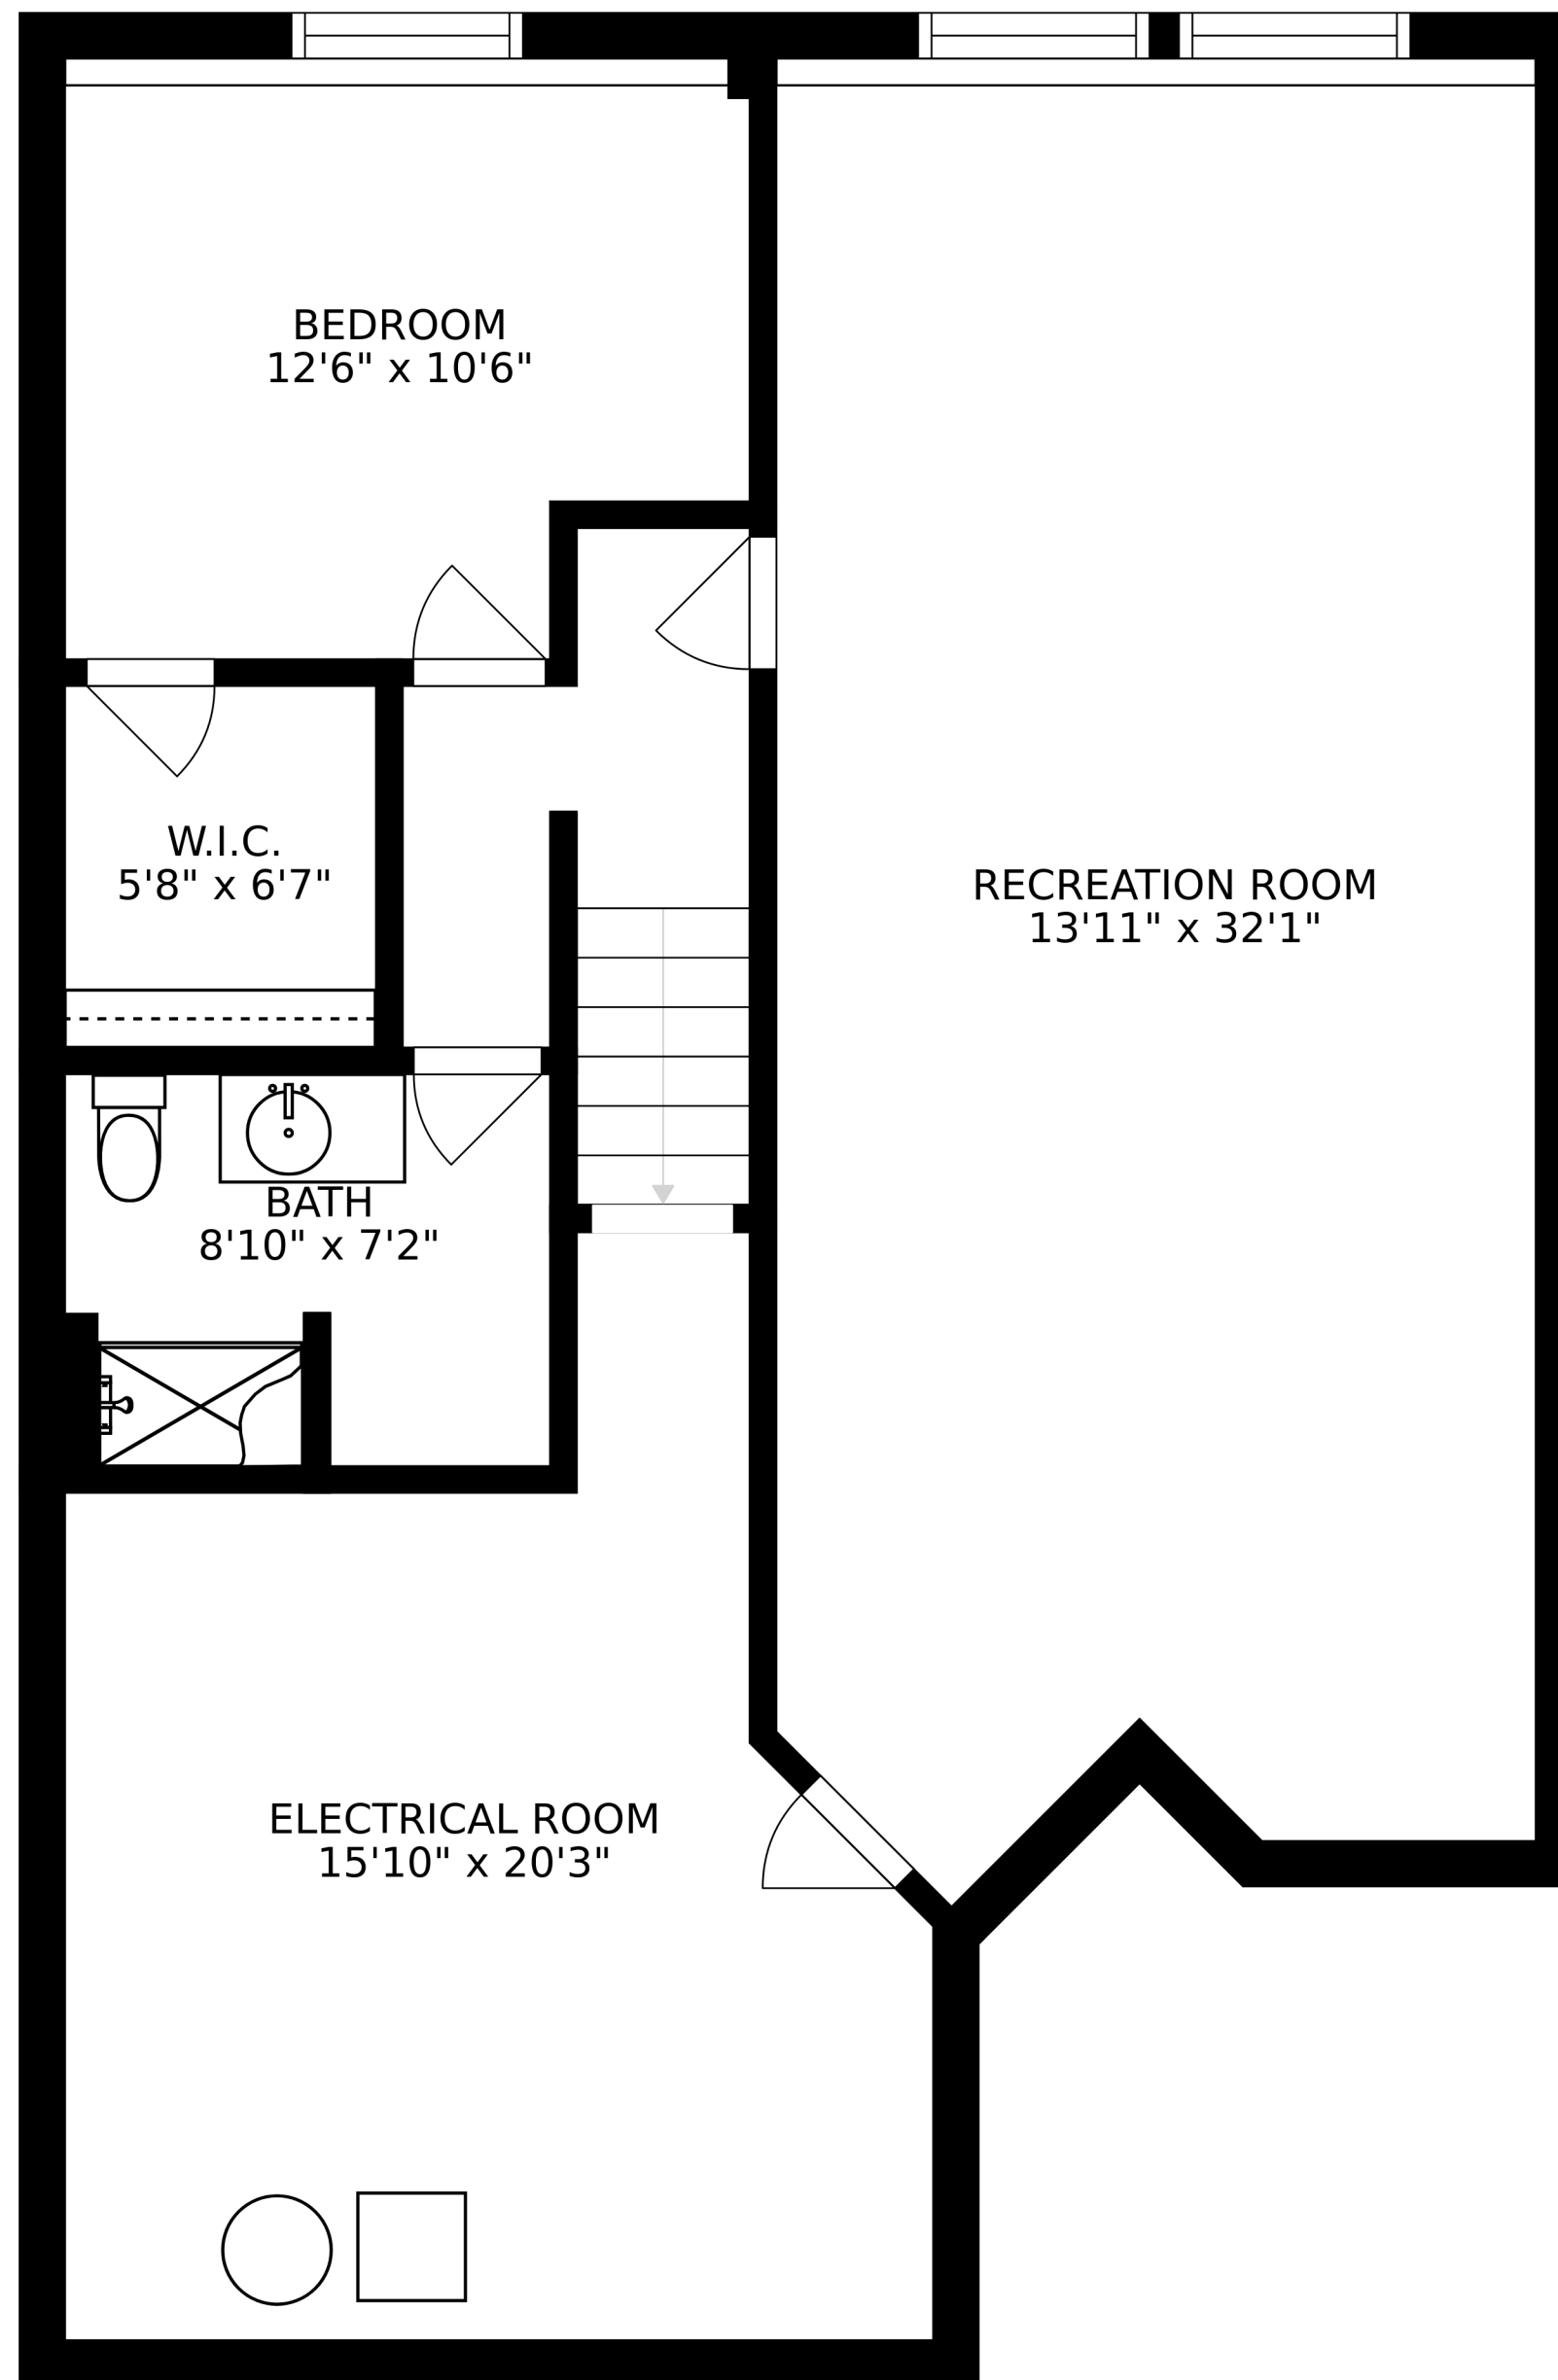 BEDROOM
12'6" x 10'6"
W.I.C.
5'8" x 6'7"
RECREATION ROOM
13'11" x 32'1"
BATH
8'10" x 7'2"
ELECTRICAL ROOM
15'10" x 20'3"